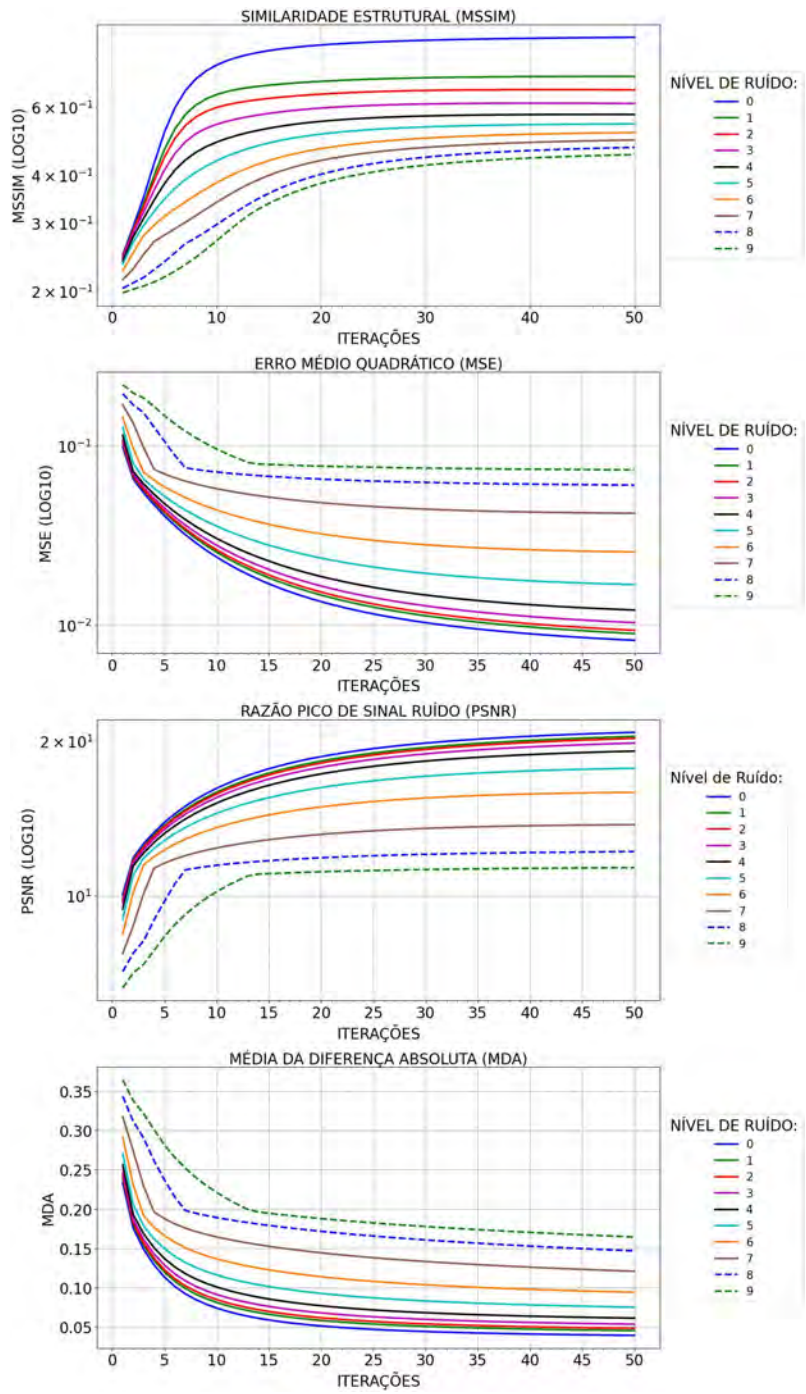 SIMILARIDADE ESTRUTURAL (MSSIM)
MSSIM (LOG10)
6 × 10⁻¹
4 × 10⁻¹
3 × 10⁻¹
2 × 10⁻¹
0 10 20 30 40 50
ITERAÇÕES
NÍVEL DE RUÍDO:
0
1
2
3
4
5
6
7
8
9
ERRO MÉDIO QUADRÁTICO (MSE)
MSE (LOG10)
10⁻¹
10⁻²
0 5 10 15 20 25 30 35 40 45 50
ITERAÇÕES
NÍVEL DE RUÍDO:
0
1
2
3
4
5
6
7
8
9
RAZÃO PICO DE SINAL RUÍDO (PSNR)
PSNR (LOG10)
2 × 10¹
10¹
0 5 10 15 20 25 30 35 40 45 50
ITERAÇÕES
Nível de Ruído:
0
1
2
3
4
5
6
7
8
9
MÉDIA DA DIFERENÇA ABSOLUTA (MDA)
MDA
0.35
0.30
0.25
0.20
0.15
0.10
0.05
0 5 10 15 20 25 30 35 40 45 50
ITERAÇÕES
NÍVEL DE RUÍDO:
0
1
2
3
4
5
6
7
8
9